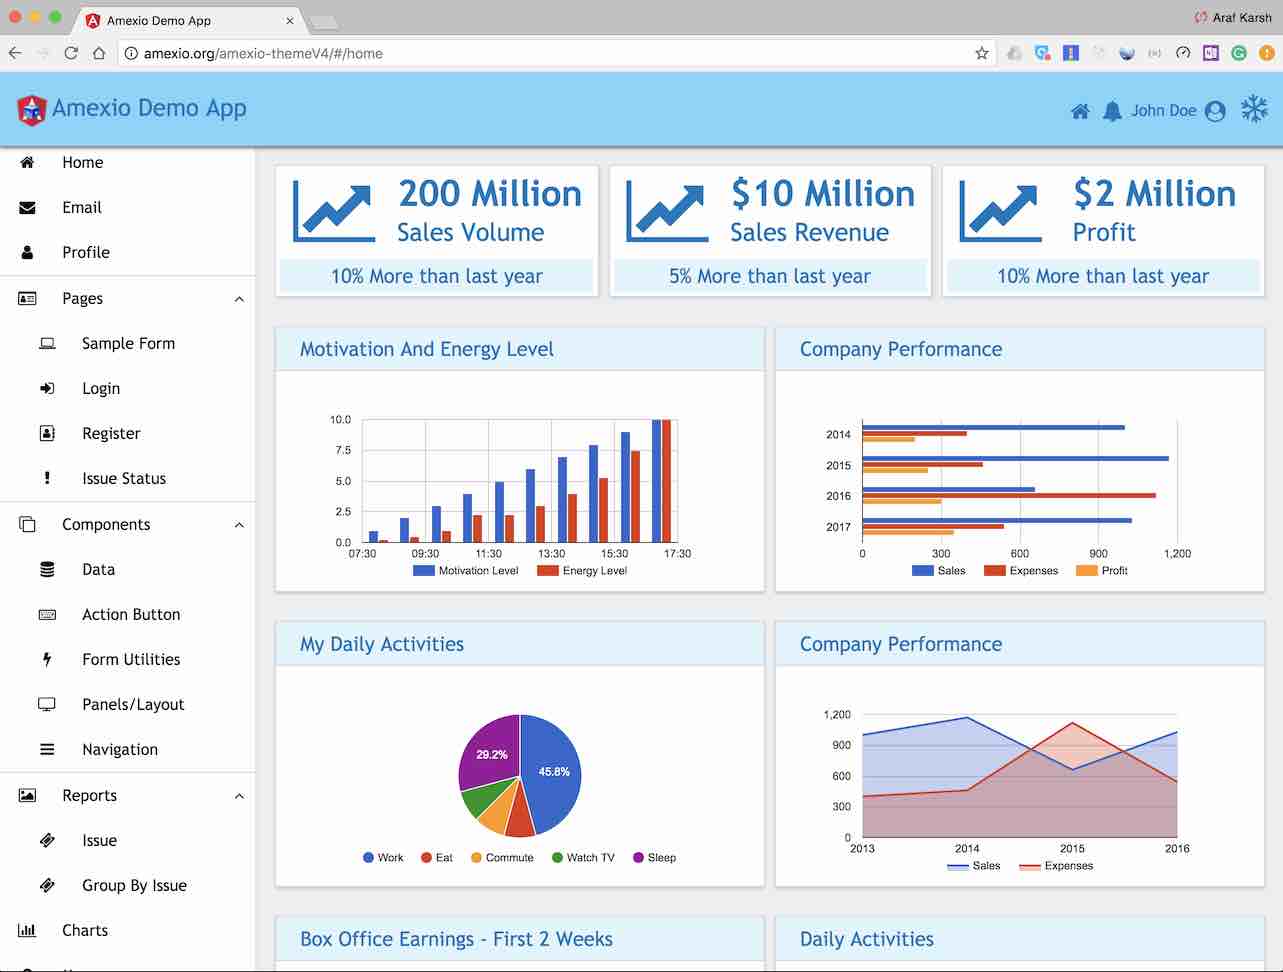 Amexio Demo App
Araf Karsh
amexio.org/amexio-themeV4/#/home
Amexio Demo App
John Doe
Home
Email
Profile
Pages
Sample Form
Login
Register
Issue Status
Components
Data
Action Button
Form Utilities
Panels/Layout
Navigation
Reports
Issue
Group By Issue
Charts
200 Million
Sales Volume
10% More than last year
$10 Million
Sales Revenue
5% More than last year
$2 Million
Profit
10% More than last year
Motivation And Energy Level
10.0
7.5
5.0
2.5
0.0
07:30 09:30 11:30 13:30 15:30 17:30
Motivation Level Energy Level
Company Performance
2014
2015
2016
2017
0 300 600 900 1,200
Sales Expenses Profit
My Daily Activities
29.2%
45.8%
Work Eat Commute Watch TV Sleep
Company Performance
1,200
900
600
300
0
2013 2014 2015 2016
Sales Expenses
Box Office Earnings - First 2 Weeks
Daily Activities